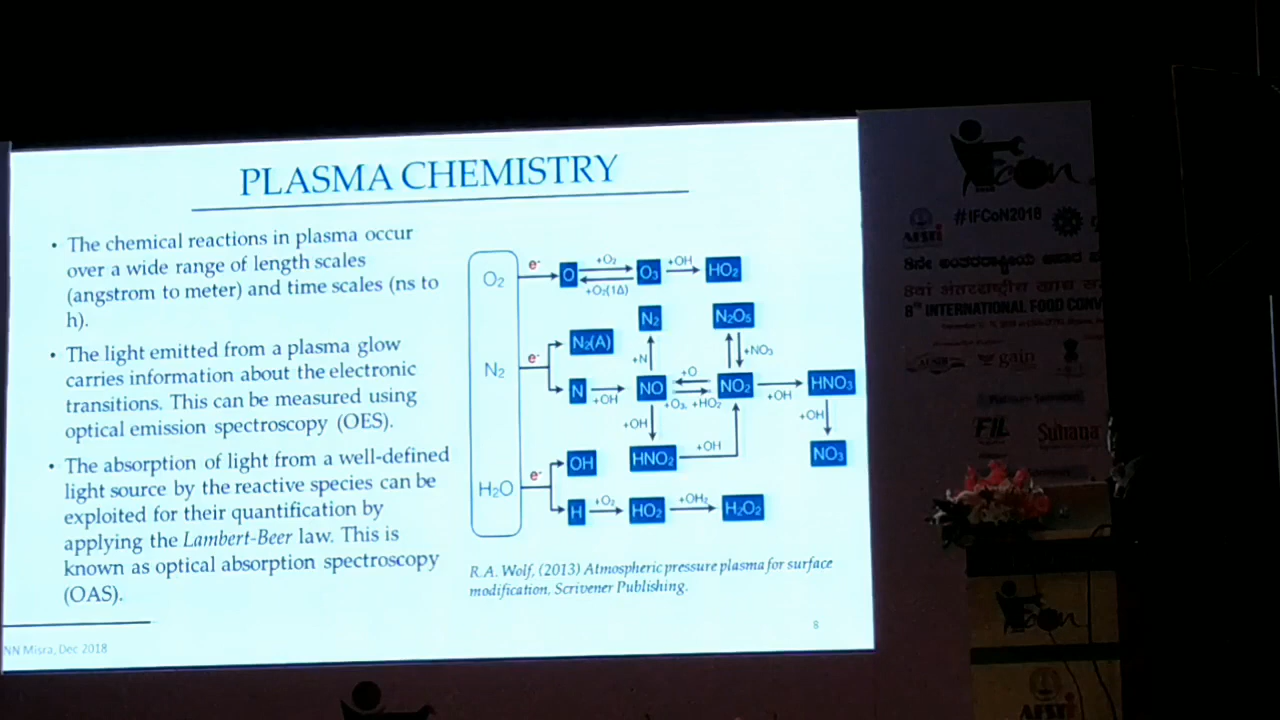 PLASMA CHEMISTRY
• The chemical reactions in plasma occur
over a wide range of length scales
(angstrom to meter) and time scales (ns to
h).
• The light emitted from a plasma glow
carries information about the electronic
transitions. This can be measured using
optical emission spectroscopy (OES).
• The absorption of light from a well-defined
light source by the reactive species can be
exploited for their quantification by
applying the Lambert-Beer law. This is
known as optical absorption spectroscopy
(OAS).
O₂ e⁻ O +O₂ +O₂(1Δ) O₃ +OH HO₂
N₂ N₂O₅
N₂ e⁻ N₂(A) +N +NO₃
N +OH NO +O +O₃, +HO₂ NO₂ +OH HNO₃
+OH +OH +OH
HNO₂ NO₃
H₂O e⁻ OH
H +O₂ HO₂ +OH₂ H₂O₂
R.A. Wolf, (2013) Atmospheric pressure plasma for surface
modification, Scrivener Publishing.
NN Misra, Dec 2018
8
#IFCoN2018
8ᵗʰ INTERNATIONAL FOOD CONV
gain
FIL
Suhana